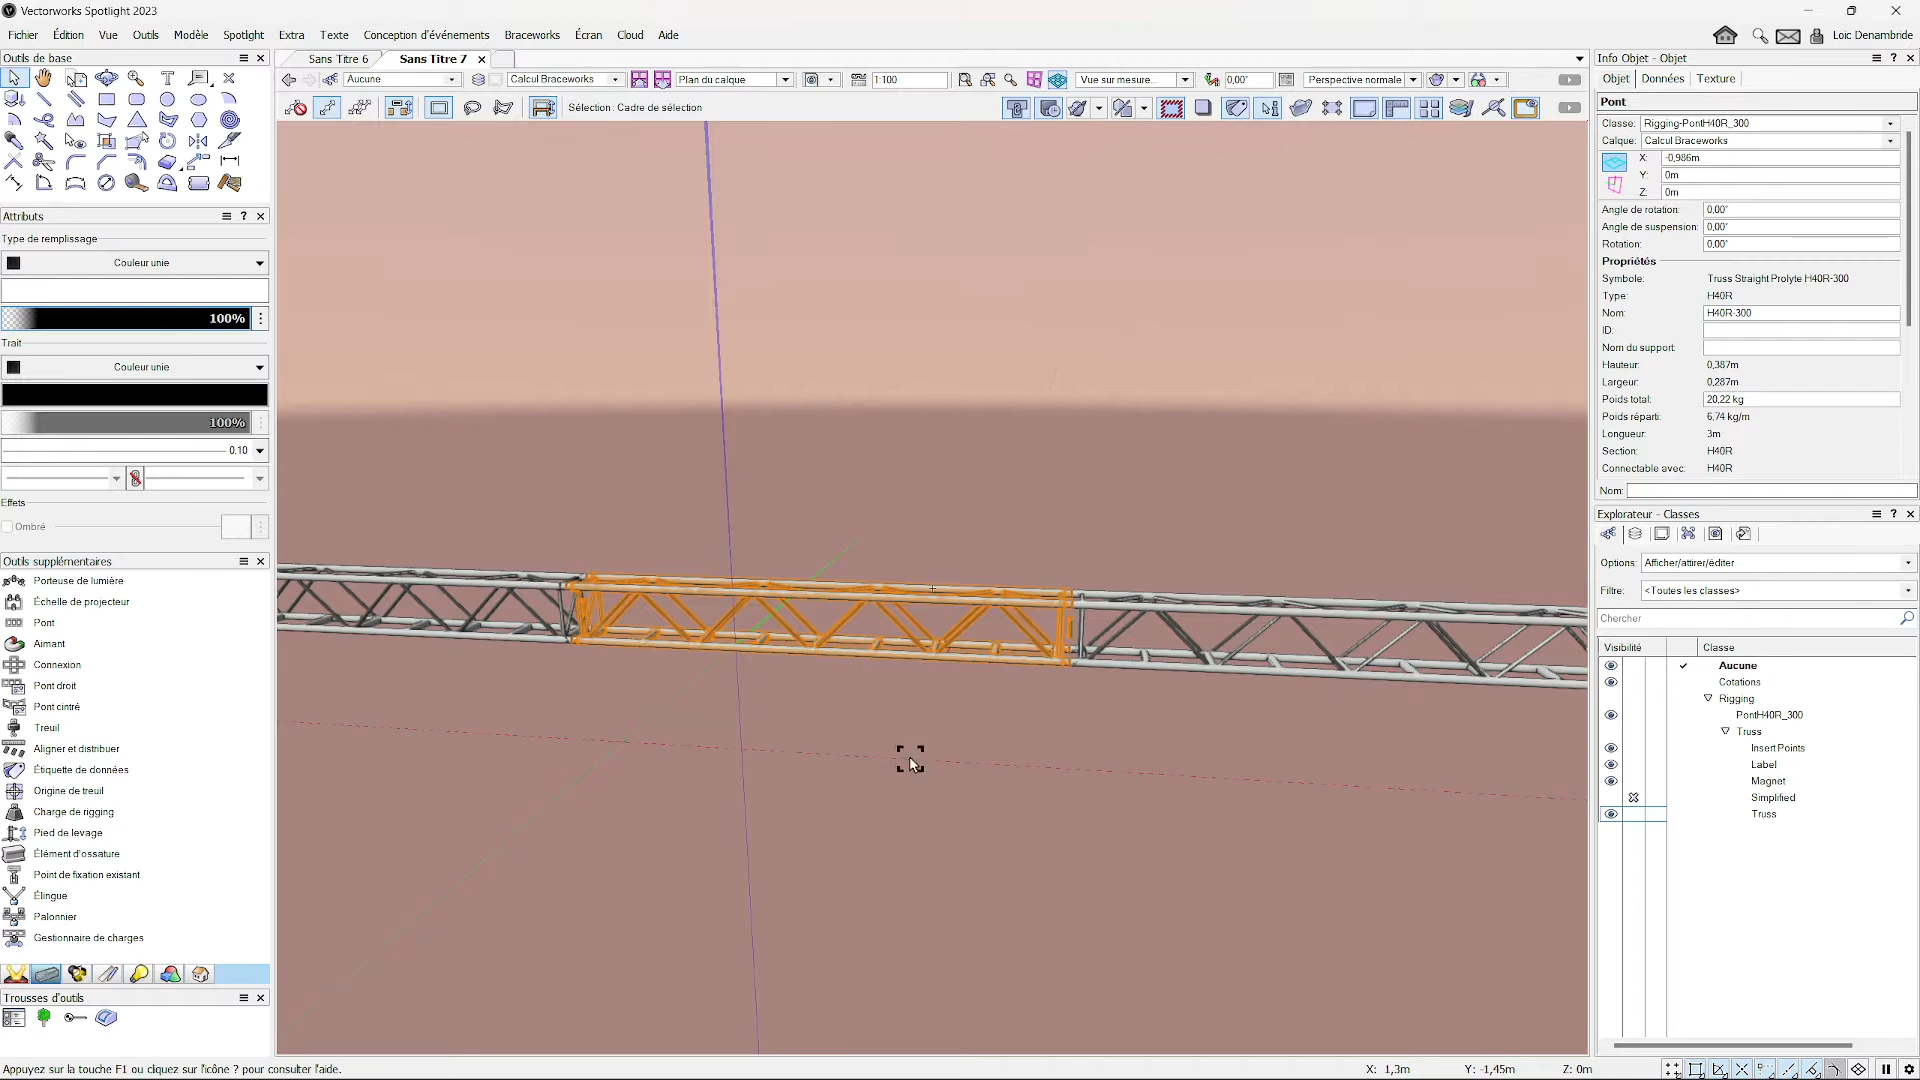 Vectorworks Spotlight 2023
Fichier Édition Vue Outils Modèle Spotlight Extra Texte Conception d'événements Braceworks Écran Cloud Aide
Loic Denambride
Outils de base
Sans Titre 6
Sans Titre 7
Aucune
Calcul Braceworks
Plan du calque
1:100
Vue sur mesure...
0,00°
Perspective normale
Sélection : Cadre de sélection
Attributs
Type de remplissage
Couleur unie
100%
Trait
Couleur unie
100%
0.10
Effets
Ombré
Outils supplémentaires
Porteuse de lumière
Échelle de projecteur
Pont
Aimant
Connexion
Pont droit
Pont cintré
Treuil
Aligner et distribuer
Étiquette de données
Origine de treuil
Charge de rigging
Pied de levage
Élément d'ossature
Point de fixation existant
Élingue
Palonnier
Gestionnaire de charges
Trousses d'outils
Info Objet - Objet
Objet Données Texture
Pont
Classe: Rigging-PontH40R_300
Calque: Calcul Braceworks
X: -0,986m
Y: 0m
Z: 0m
Angle de rotation: 0,00°
Angle de suspension: 0,00°
Rotation: 0,00°
Propriétés
Symbole: Truss Straight Prolyte H40R-300
Type: H40R
Nom: H40R-300
ID:
Nom du support:
Hauteur: 0,387m
Largeur: 0,287m
Poids total: 20,22 kg
Poids réparti: 6,74 kg/m
Longueur: 3m
Section: H40R
Connectable avec: H40R
Nom:
Explorateur - Classes
Options: Afficher/attirer/éditer
Filtre: <Toutes les classes>
Chercher
Visibilité Classe
Aucune
Cotations
Rigging
PontH40R_300
Truss
Insert Points
Label
Magnet
Simplified
Truss
Appuyez sur la touche F1 ou cliquez sur l'icône ? pour consulter l'aide.
X: 1,3m Y: -1,45m Z: 0m